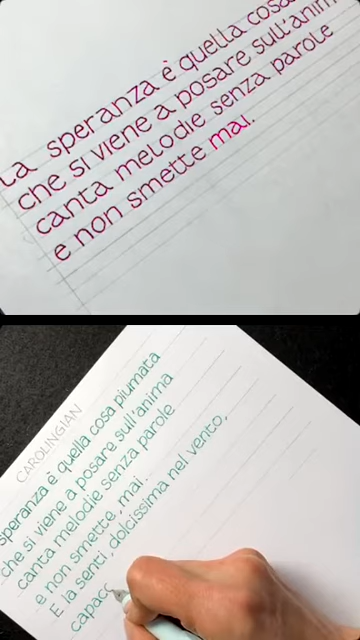 La speranza è quella cosa
che si viene a posare sull'anim
canta melodie senza parole
e non smette mai.
CAROLINGIAN
speranza è quella cosa piumata
che si viene a posare sull'anima
canta melodie senza parole
e non smette, mai.
E la senti, dolcissima nel vento,
capac